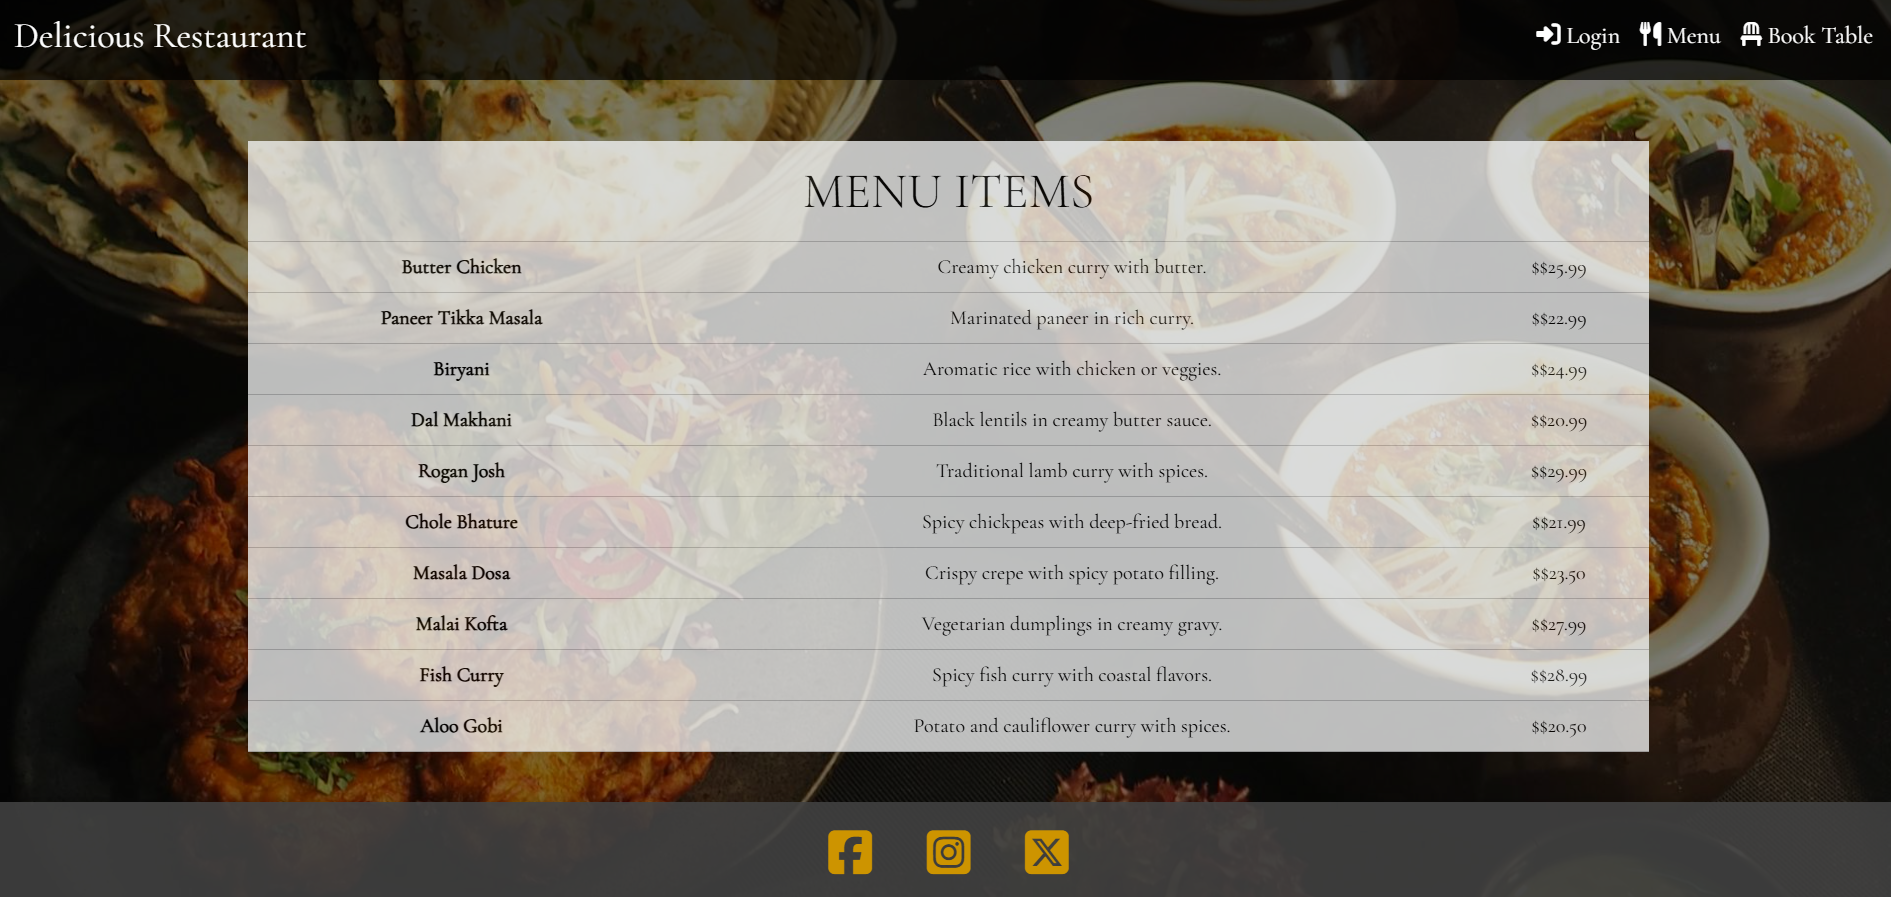 Delicious Restaurant Login Menu Book Table
MENU ITEMS
Butter Chicken Creamy chicken curry with butter. $$25.99
Paneer Tikka Masala Marinated paneer in rich curry. $$22.99
Biryani Aromatic rice with chicken or veggies. $$24.99
Dal Makhani Black lentils in creamy butter sauce. $$20.99
Rogan Josh Traditional lamb curry with spices. $$29.99
Chole Bhature Spicy chickpeas with deep-fried bread. $$21.99
Masala Dosa Crispy crepe with spicy potato filling. $$23.50
Malai Kofta Vegetarian dumplings in creamy gravy. $$27.99
Fish Curry Spicy fish curry with coastal flavors. $$28.99
Aloo Gobi Potato and cauliflower curry with spices. $$20.50